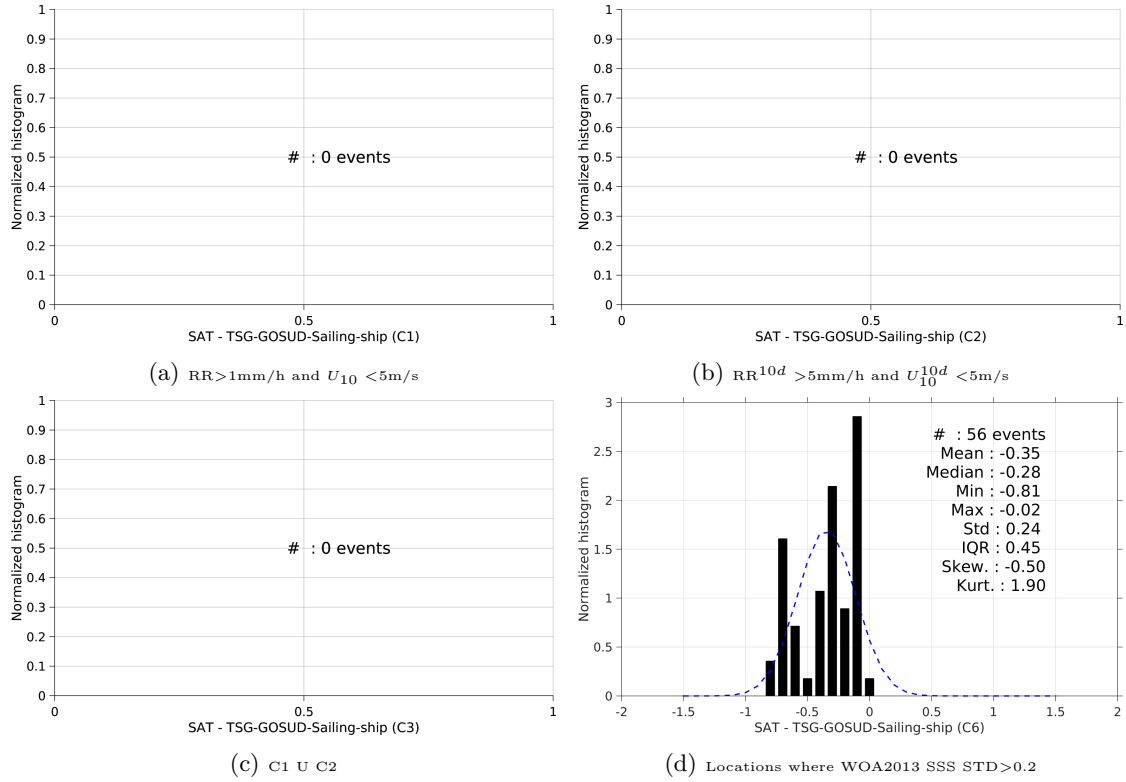 1
0.9
0.8
0.7
0.6
0.5
0.4
0.3
0.2
0.1
0
Normalized histogram
# : 0 events
0 0.5 1
SAT - TSG-GOSUD-Sailing-ship (C1)
(a) RR>1mm/h and U10 <5m/s
1
0.9
0.8
0.7
0.6
0.5
0.4
0.3
0.2
0.1
0
Normalized histogram
# : 0 events
0 0.5 1
SAT - TSG-GOSUD-Sailing-ship (C2)
(b) RR10d >5mm/h and U10d10 <5m/s
1
0.9
0.8
0.7
0.6
0.5
0.4
0.3
0.2
0.1
0
Normalized histogram
# : 0 events
0 0.5 1
SAT - TSG-GOSUD-Sailing-ship (C3)
(c) C1 U C2
3
2.5
2
1.5
1
0.5
0
Normalized histogram
# : 56 events
Mean : -0.35
Median : -0.28
Min : -0.81
Max : -0.02
Std : 0.24
IQR : 0.45
Skew. : -0.50
Kurt. : 1.90
-2 -1.5 -1 -0.5 0 0.5 1 1.5 2
SAT - TSG-GOSUD-Sailing-ship (C6)
(d) Locations where WOA2013 SSS STD>0.2